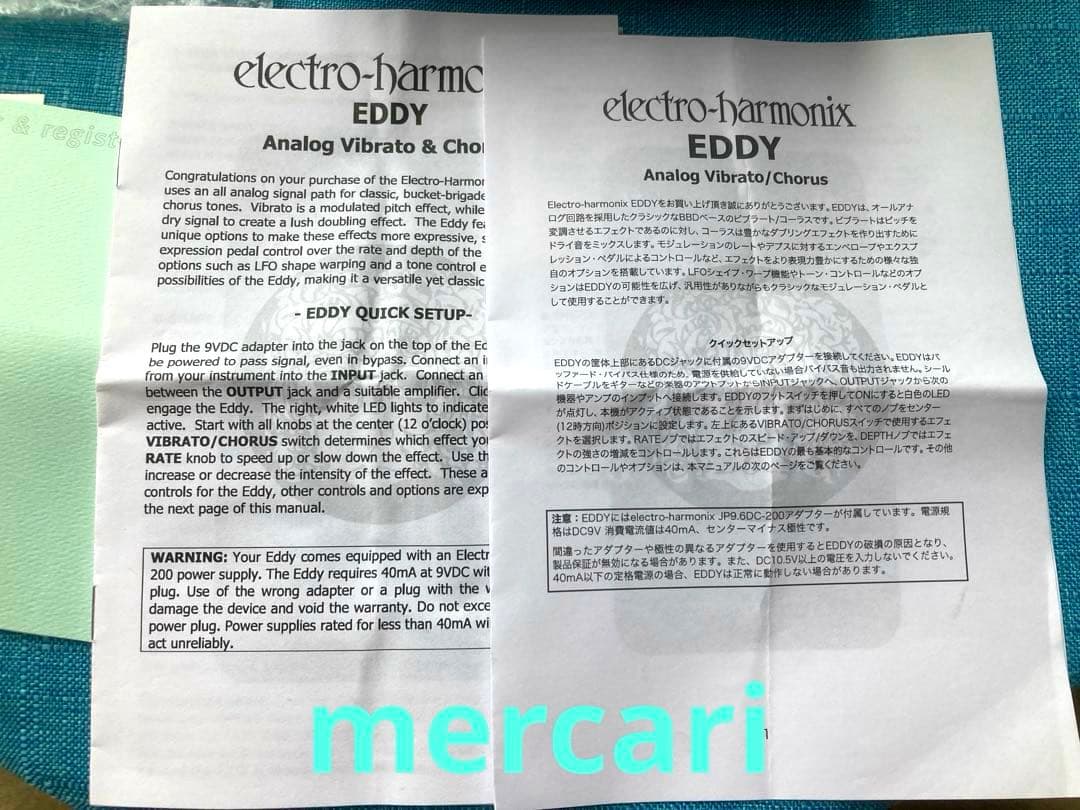 & regist
electro-harmo
EDDY
Analog Vibrato & Cho
Congratulations on your purchase of the Electro-Harmo
uses an all analog signal path for classic, bucket-brigade
chorus tones. Vibrato is a modulated pitch effect, while
dry signal to create a lush doubling effect. The Eddy fe
unique options to make these effects more expressive,
expression pedal control over the rate and depth of the
options such as LFO shape warping and a tone control e
possibilities of the Eddy, making it a versatile yet classic
- EDDY QUICK SETUP-
Plug the 9VDC adapter into the jack on the top of the Ed
be powered to pass signal, even in bypass. Connect an i
from your instrument into the INPUT jack. Connect an
between the OUTPUT jack and a suitable amplifier. Clic
engage the Eddy. The right, white LED lights to indicate
active. Start with all knobs at the center (12 o'clock) po
VIBRATO/CHORUS switch determines which effect yo
RATE knob to speed up or slow down the effect. Use th
increase or decrease the intensity of the effect. These a
controls for the Eddy, other controls and options are exp
the next page of this manual.
WARNING: Your Eddy comes equipped with an Electr
200 power supply. The Eddy requires 40mA at 9VDC wit
plug. Use of the wrong adapter or a plug with the
damage the device and void the warranty. Do not exce
power plug. Power supplies rated for less than 40mA wi
act unreliably.
electro-harmonix
EDDY
Analog Vibrato/Chorus
Electro-harmonix EDDYをお買い上げ頂き誠にありがとうございます。EDDYは、オールアナ
ログ回路を採用したクラシックなBBDベースのビブラート/コーラスです。ビブラートはピッチを
変調させるエフェクトであるのに対し、コーラスは豊かなダブリングエフェクトを作り出すために
ドライ音をミックスします。モジュレーションのレートやデプスに対するエンベロープやエクスプ
レッション・ペダルによるコントロールなど、エフェクトをより表現力豊かにするための様々な独
自のオプションを搭載しています。LFOシェイプ・ワープ機能やトーン・コントロールなどのオプ
ションはEDDYの可能性を広げ、汎用性がありながらもクラシックなモジュレーション・ペダルと
して使用することができます。
クイックセットアップ
EDDYの筐体上部にあるDCジャックに付属の9VDCアダプターを接続してください。EDDYはバ
ッファード・バイパス仕様のため、電源を供給していない場合バイパス音も出力されません。シール
ドケーブルをギターなどの楽器のアウトプットからINPUTジャックへ、OUTPUTジャックから次の
機器やアンプのインプットへ接続します。EDDYのフットスイッチを押してONにすると白色のLED
が点灯し、本機がアクティブ状態であることを示します。まずはじめに、すべてのノブをセンター
(12時方向)ポジションに設定します。左上にあるVIBRATO/CHORUSスイッチで使用するエフェ
クトを選択します。RATEノブではエフェクトのスピード・アップ/ダウンを、DEPTHノブではエフェ
クトの強さの増減をコントロールします。これらはEDDYの最も基本的なコントロールです。その他
のコントロールやオプションは、本マニュアルの次のページをご覧ください。
注意：EDDYにはelectro-harmonix JP9.6DC-200アダプターが付属しています。電源規
格はDC9V 消費電流値は40mA、センターマイナス極性です。
間違ったアダプターや極性の異なるアダプターを使用するとEDDYの破損の原因となり、
製品保証が無効になる場合があります。また、DC10.5V以上の電圧を入力しないでください。
40mA以下の定格電源の場合、EDDYは正常に動作しない場合があります。
1
mercari